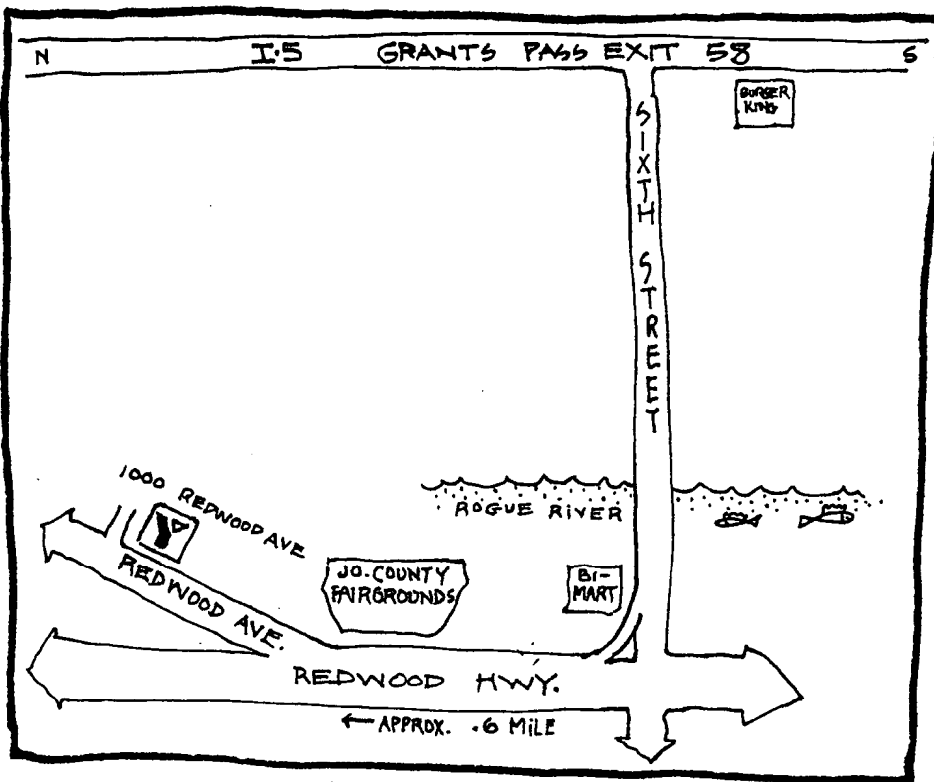 N I·5 GRANTS PASS EXIT 58 S
BURGER
KING
SIXTH STREET
1000 REDWOOD AVE
ROGUE RIVER
Y
JO. COUNTY
FAIRGROUNDS
BI-
MART
REDWOOD AVE.
REDWOOD HWY.
← APPROX. .6 MILE